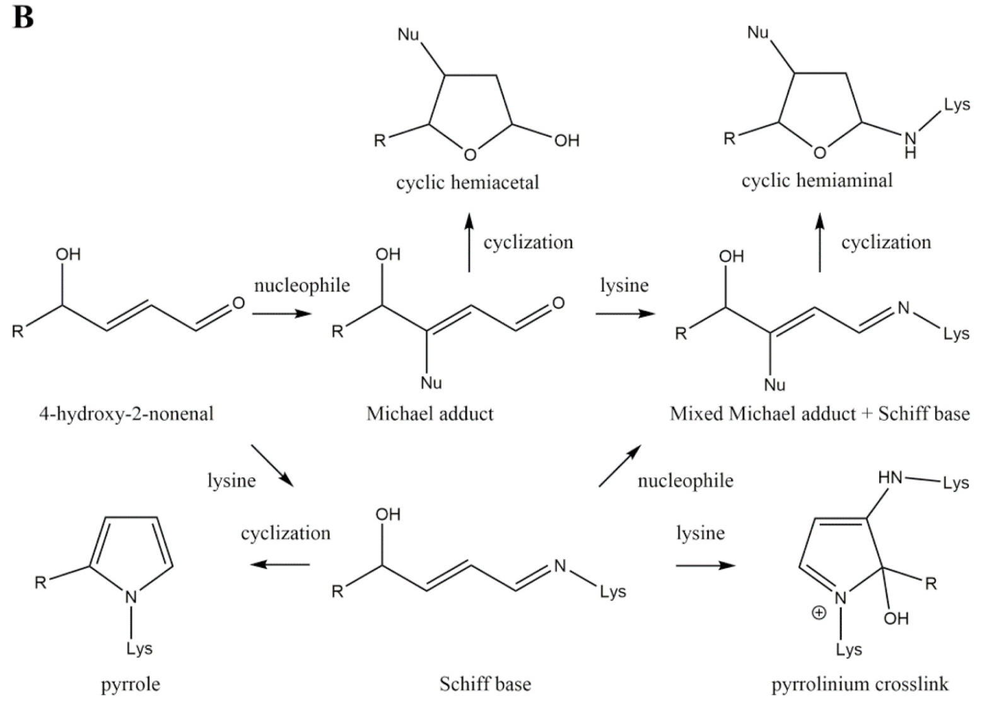 B
Nu
R
O
OH
cyclic hemiacetal
Nu
R
O
N
H
Lys
cyclic hemiaminal
cyclization
cyclization
OH
R
O
4-hydroxy-2-nonenal
nucleophile
OH
R
O
Nu
Michael adduct
lysine
OH
R
N
Lys
Nu
Mixed Michael adduct + Schiff base
lysine
nucleophile
R
N
Lys
pyrrole
cyclization
OH
R
N
Lys
Schiff base
lysine
HN
Lys
R
N
⊕
OH
Lys
pyrrolinium crosslink